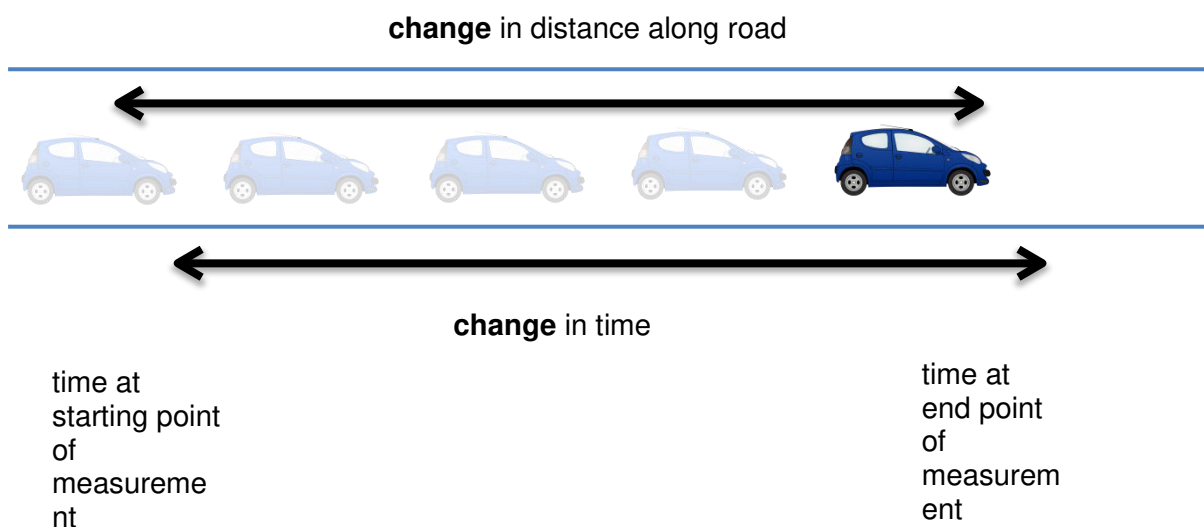 change in distance along road
change in time
time at
starting point
of
measureme
nt
time at
end point
of
measurem
ent